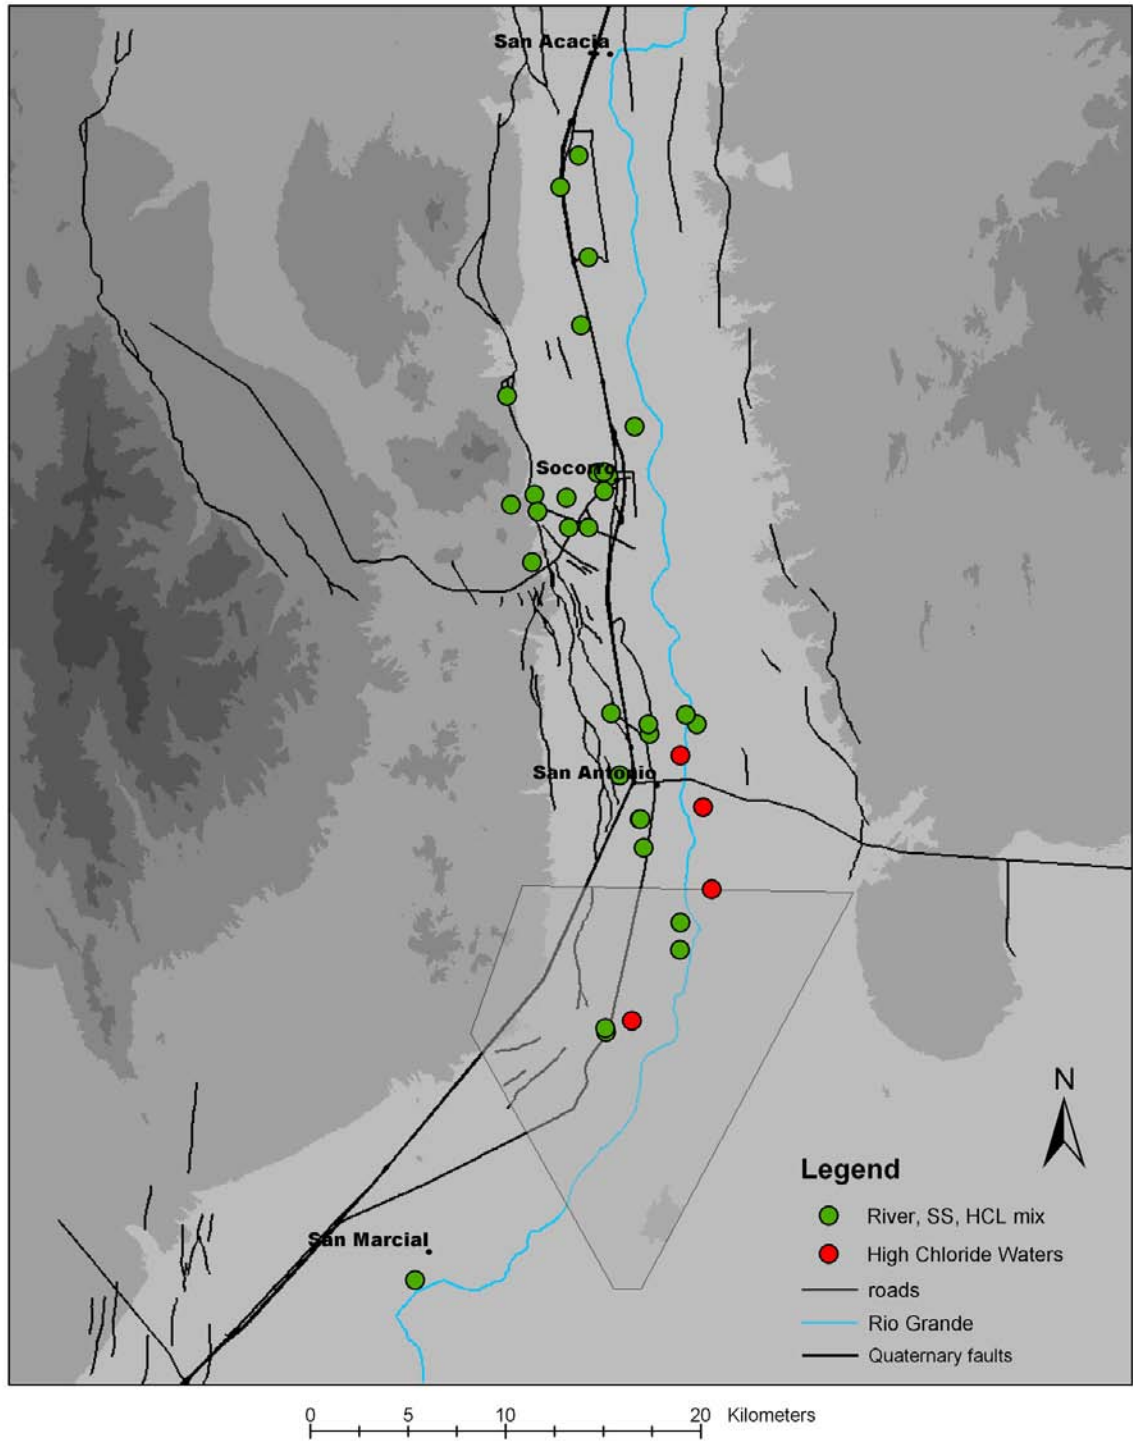 San Acacia
Socorro
San Antonio
San Marcial
N
Legend
River, SS, HCL mix
High Chloride Waters
roads
Rio Grande
Quaternary faults
0 5 10 20 Kilometers